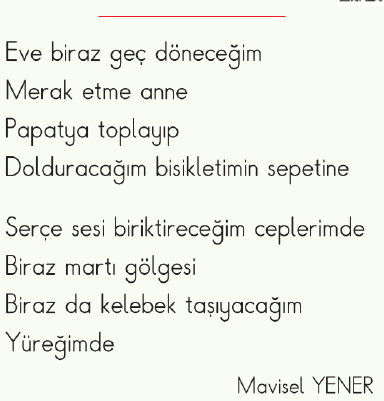 Eve biraz geç döneceğim
Merak etme anne
Papatya toplayıp
Dolduracağım bisikletimin sepetine
Serçe sesi biriktireceğim ceplerimde
Biraz martı gölgesi
Biraz da kelebek taşıyacağım
Yüreğimde
Mavisel YENER